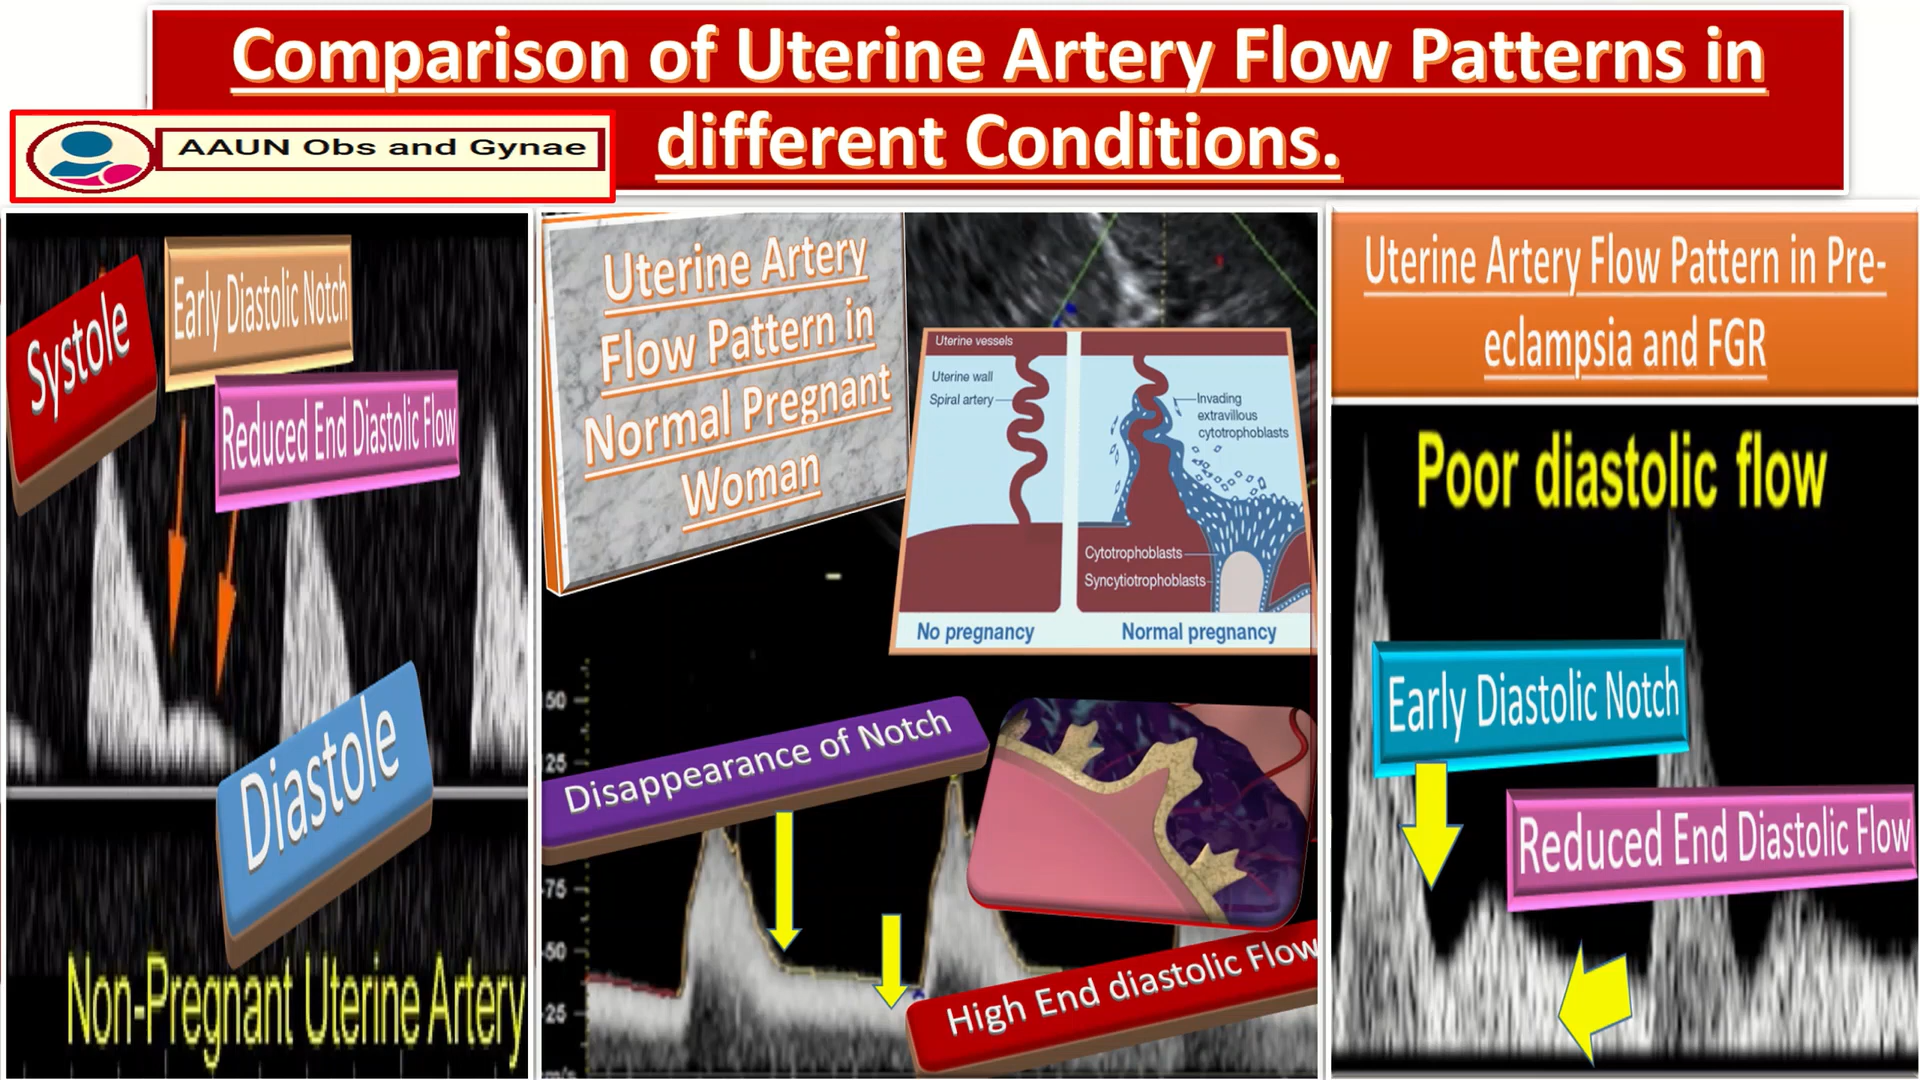 Comparison of Uterine Artery Flow Patterns in
different Conditions.
AAUN Obs and Gynae
Systole
Early Diastolic Notch
Reduced End Diastolic Flow
Diastole
Non-Pregnant Uterine Artery
Uterine Artery
Flow Pattern in
Normal Pregnant
Woman
Uterine vessels
Uterine wall
Spiral artery
Invading
extravillous
cytotrophoblasts
Cytotrophoblasts
Syncytiotrophoblasts
No pregnancy
Normal pregnancy
Disappearance of Notch
50
25
75
50
25
High End diastolic Flow
Uterine Artery Flow Pattern in Pre-
eclampsia and FGR
Poor diastolic flow
Early Diastolic Notch
Reduced End Diastolic Flow